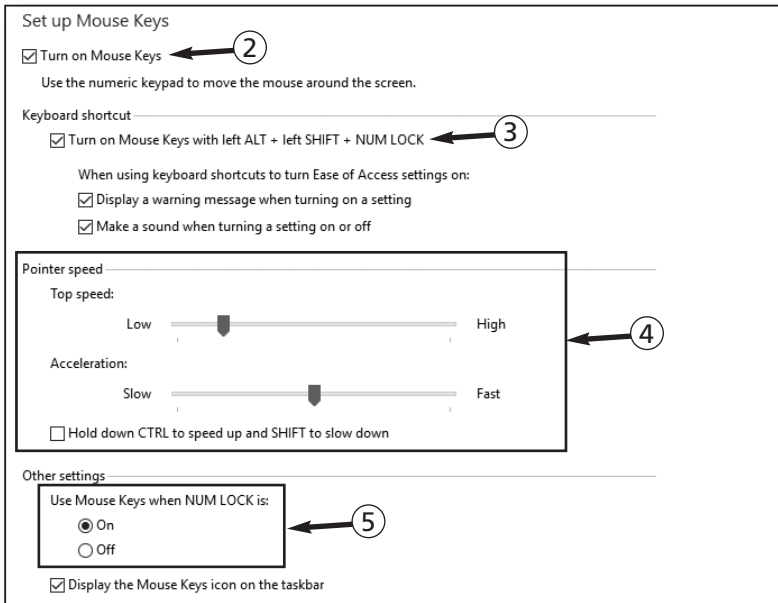 Set up Mouse Keys
Turn on Mouse Keys
②
Use the numeric keypad to move the mouse around the screen.
Keyboard shortcut
Turn on Mouse Keys with left ALT + left SHIFT + NUM LOCK
③
When using keyboard shortcuts to turn Ease of Access settings on:
Display a warning message when turning on a setting
Make a sound when turning a setting on or off
Pointer speed
Top speed:
Low High
④
Acceleration:
Slow Fast
Hold down CTRL to speed up and SHIFT to slow down
Other settings
Use Mouse Keys when NUM LOCK is:
On
⑤
Off
Display the Mouse Keys icon on the taskbar